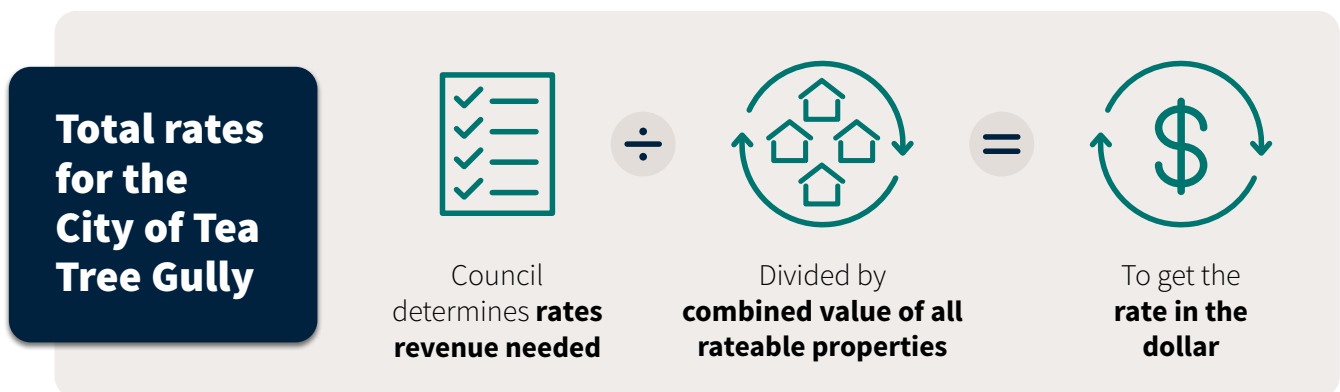 Total rates
for the
City of Tea
Tree Gully
Council
determines rates
revenue needed
÷
Divided by
combined value of all
rateable properties
=
$
To get the
rate in the
dollar